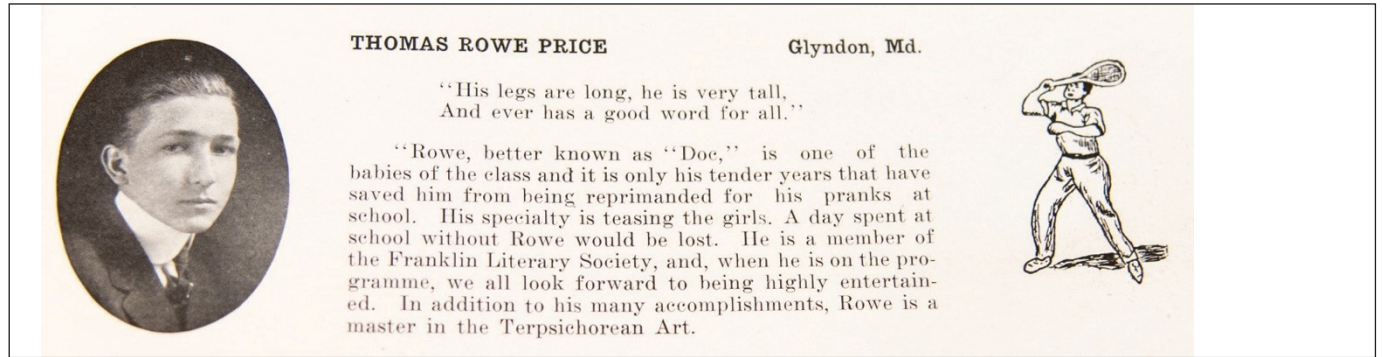 THOMAS ROWE PRICE Glyndon, Md.
“His legs are long, he is very tall,
And ever has a good word for all.”
“Rowe, better known as “Doc,” is one of the
babies of the class and it is only his tender years that have
saved him from being reprimanded for his pranks at
school. His specialty is teasing the girls. A day spent at
school without Rowe would be lost. He is a member of
the Franklin Literary Society, and, when he is on the pro-
gramme, we all look forward to being highly entertain-
ed. In addition to his many accomplishments, Rowe is a
master in the Terpsichorean Art.